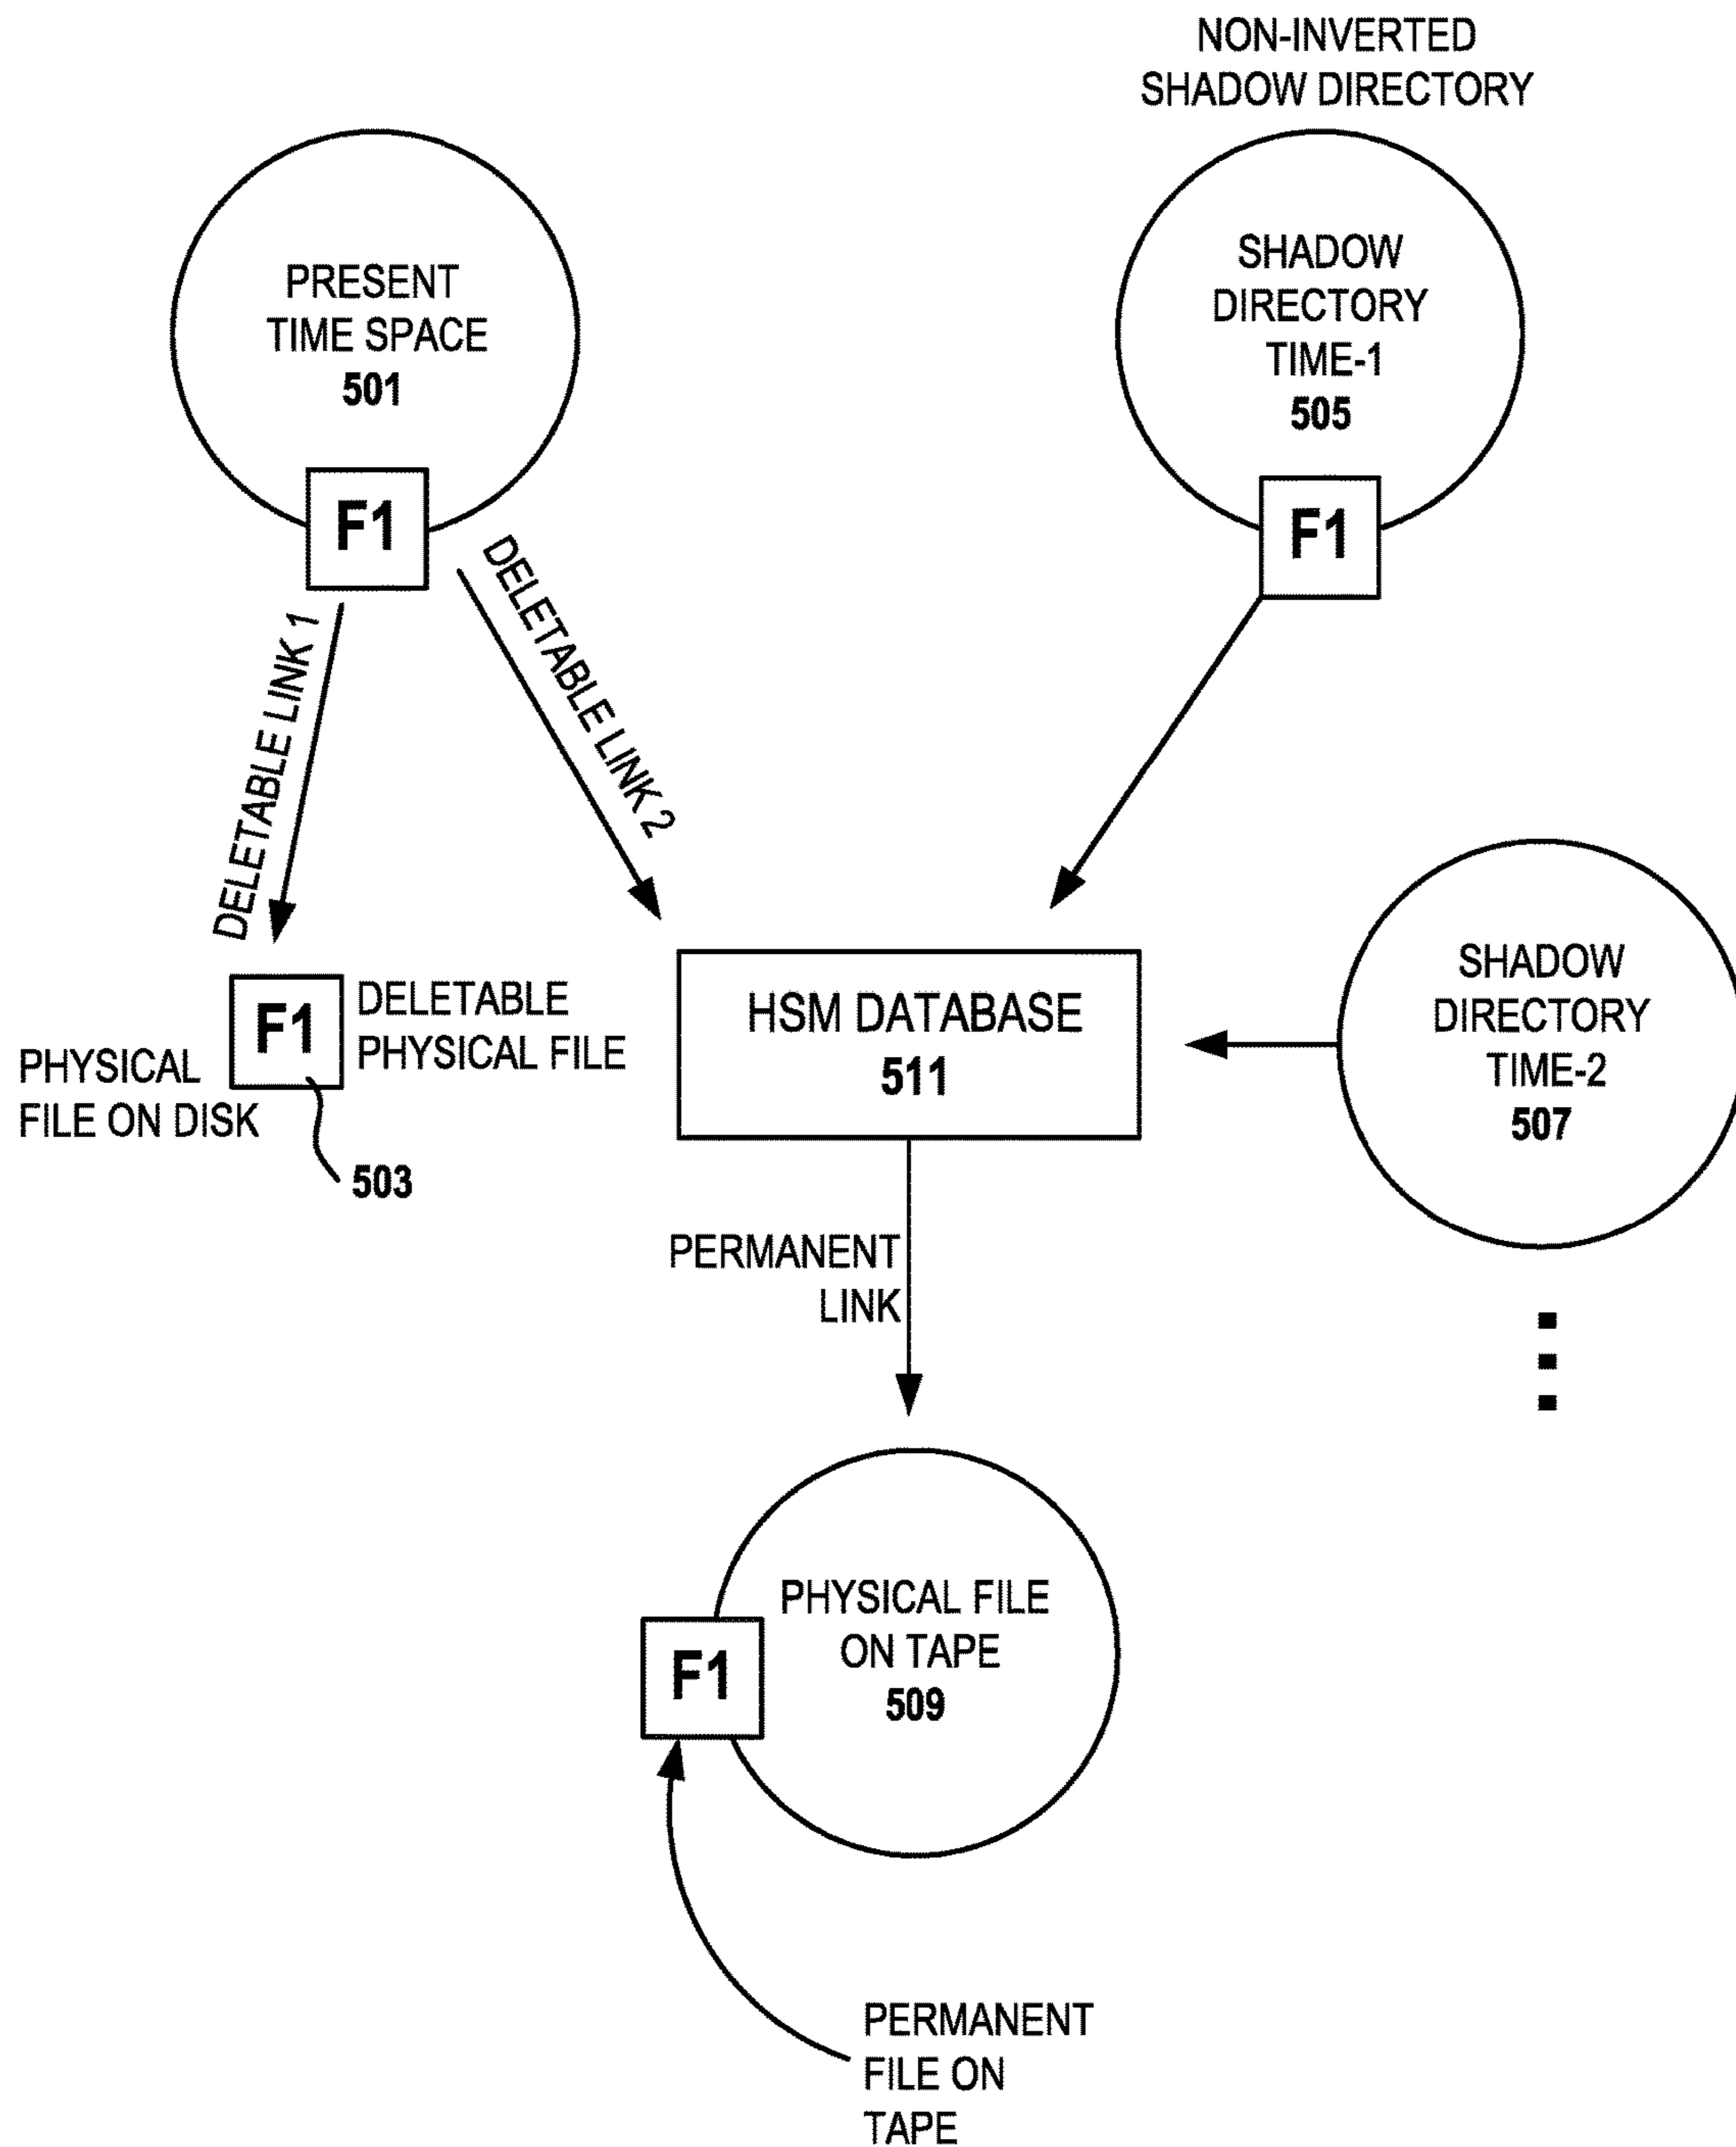 NON-INVERTED
SHADOW DIRECTORY
PRESENT
TIME SPACE
501
F1
SHADOW
DIRECTORY
TIME-1
505
F1
DELETABLE LINK 1
DELETABLE LINK 2
F1
DELETABLE
PHYSICAL FILE
PHYSICAL
FILE ON DISK
503
HSM DATABASE
511
SHADOW
DIRECTORY
TIME-2
507
PERMANENT
LINK
PHYSICAL FILE
ON TAPE
509
F1
PERMANENT
FILE ON
TAPE